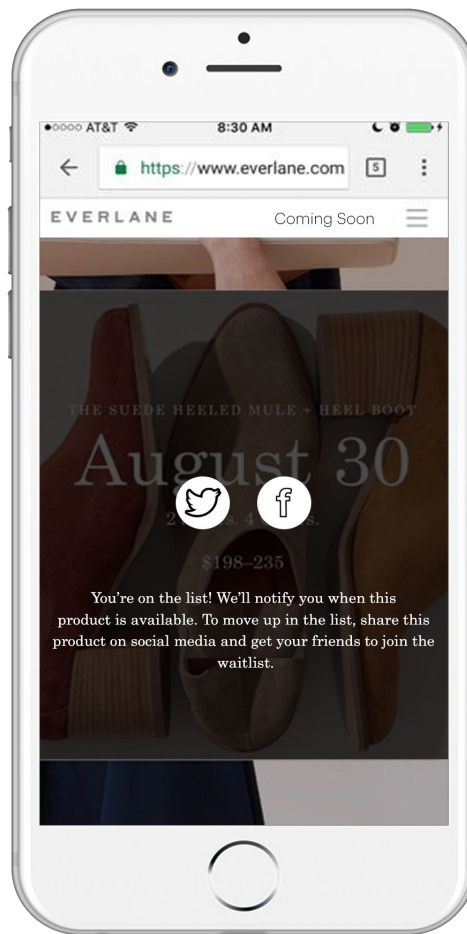 AT&T 8:30 AM
https://www.everlane.com 5
EVERLANE Coming Soon
THE SUEDE HEELED MULE + HEEL BOOT
August 30
$198–235
You're on the list! We'll notify you when this
product is available. To move up in the list, share this
product on social media and get your friends to join the
waitlist.